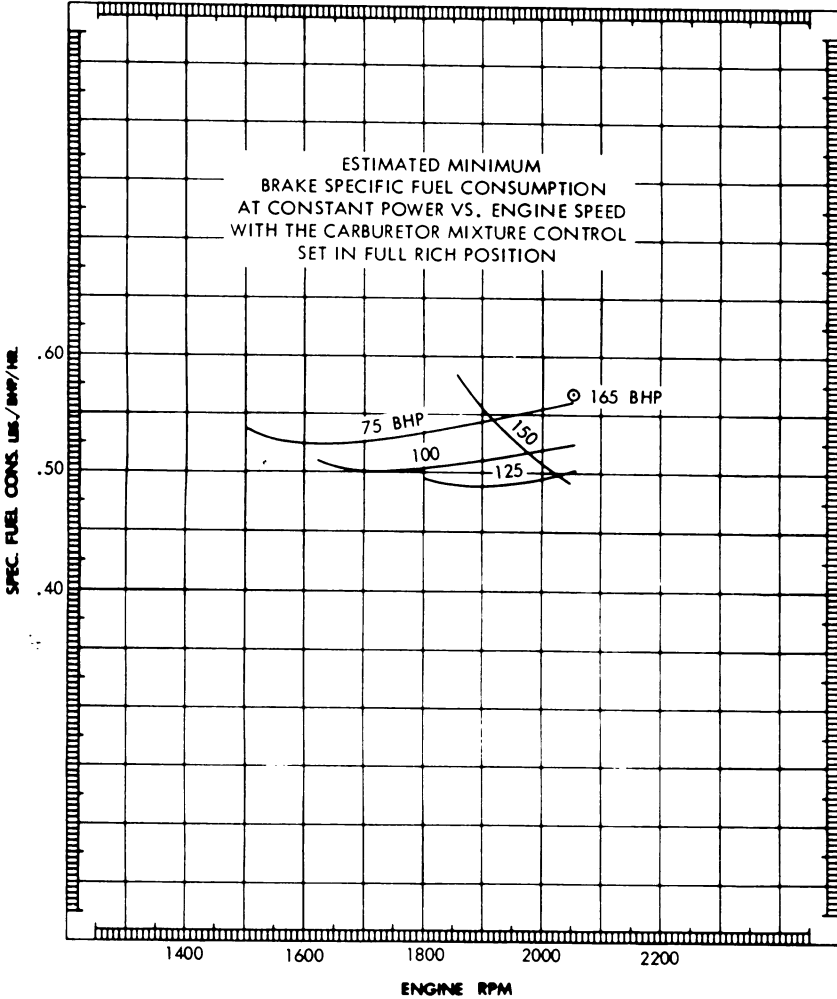 ESTIMATED MINIMUM
BRAKE SPECIFIC FUEL CONSUMPTION
AT CONSTANT POWER VS. ENGINE SPEED
WITH THE CARBURETOR MIXTURE CONTROL
SET IN FULL RICH POSITION
.60
165 BHP
75 BHP
150
100
.50
125
.40
SPEC. FUEL CONS. LBS./BHP/HR.
1400 1600 1800 2000 2200
ENGINE RPM